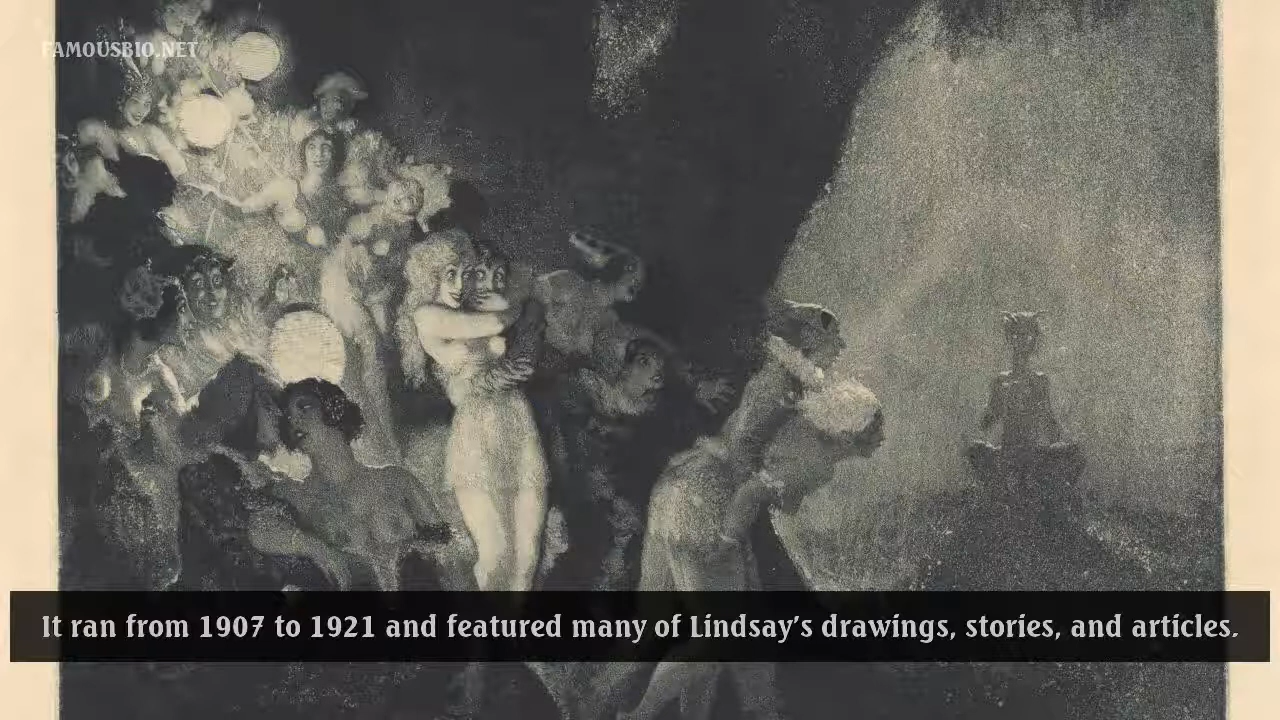 FAMOUSBIO.NET
It ran from 1907 to 1921 and featured many of Lindsay's drawings, stories, and articles.